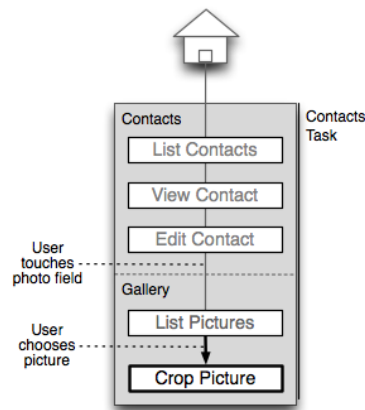 Contacts
Contacts
Task
List Contacts
View Contact
Edit Contact
User
touches
photo field
Gallery
List Pictures
User
chooses
picture
Crop Picture